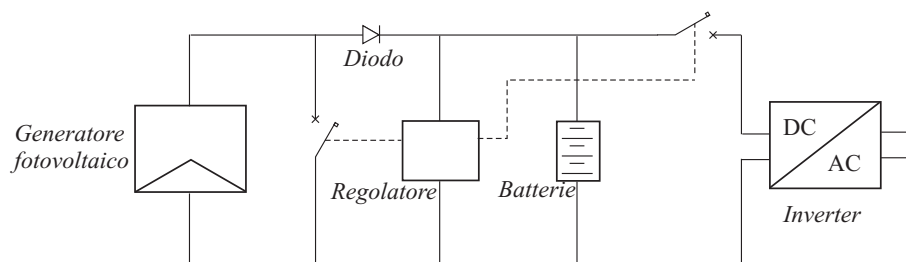 Diodo
Generatore
fotovoltaico
Regolatore
Batterie
DC
AC
Inverter